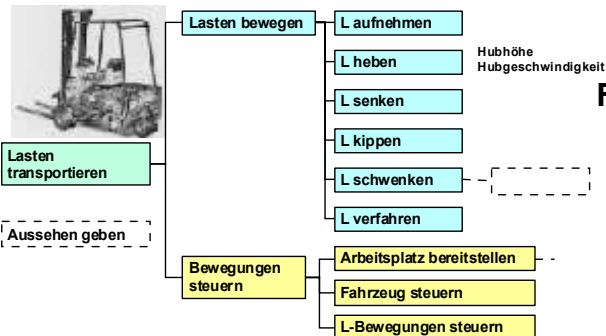 Lasten bewegen
L aufnehmen
L heben
Hubhöhe
Hubgeschwindigkeit
F
L senken
L kippen
Lasten
transportieren
L schwenken
L verfahren
Aussehen geben
Bewegungen
steuern
Arbeitsplatz bereitstellen
Fahrzeug steuern
L-Bewegungen steuern